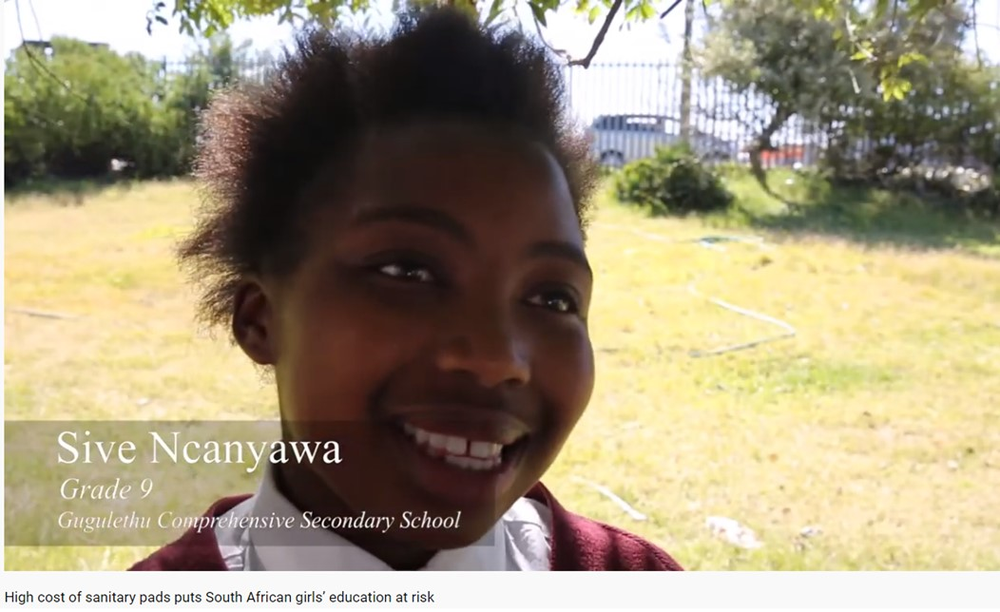 Sive Ncanyawa
Grade 9
Gugulethu Comprehensive Secondary School
High cost of sanitary pads puts South African girls’ education at risk